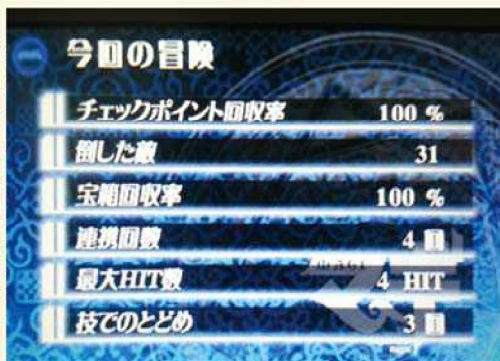 今回の冒険
チェックポイント回収率 100 %
倒した敵 31
宝箱回収率 100 %
連携回数 4 回
最大HIT数 4 HIT
技でのとどめ 3 回